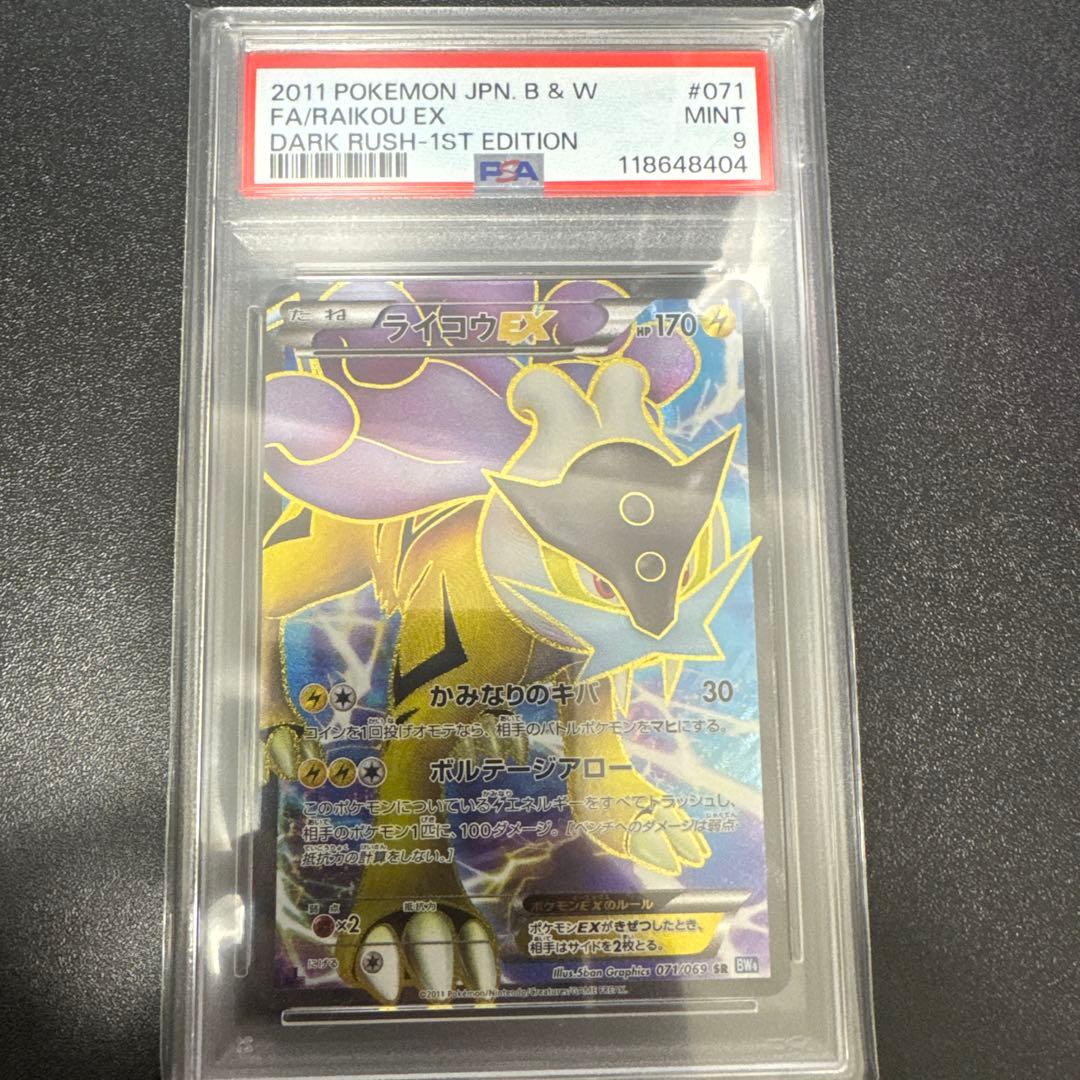 2011 POKEMON JPN. B & W #071
FA/RAIKOU EX MINT
DARK RUSH-1ST EDITION 9
PSA 118648404
たね ライコウEX HP170
かみなりのキバ 30
コインを1回投げオモテなら、相手のバトルポケモンをマヒにする。
ボルテージアロー
このポケモンについている エネルギーをすべてトラッシュし、
相手のポケモン1匹に、100ダメージ。[ベンチへのダメージは弱点・
抵抗力の計算をしない。]
弱点 抵抗力
×2
にげる
ポケモンEXのルール
ポケモンEXがきぜつしたとき、
相手はサイドを2枚とる。
Illus.5ban Graphics 071/069 SR BW4
©2011 Pokémon/Nintendo/Creatures/GAME FREAK.